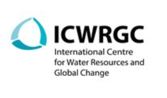 ICWRGC
International Centre
for Water Resources and
Global Change